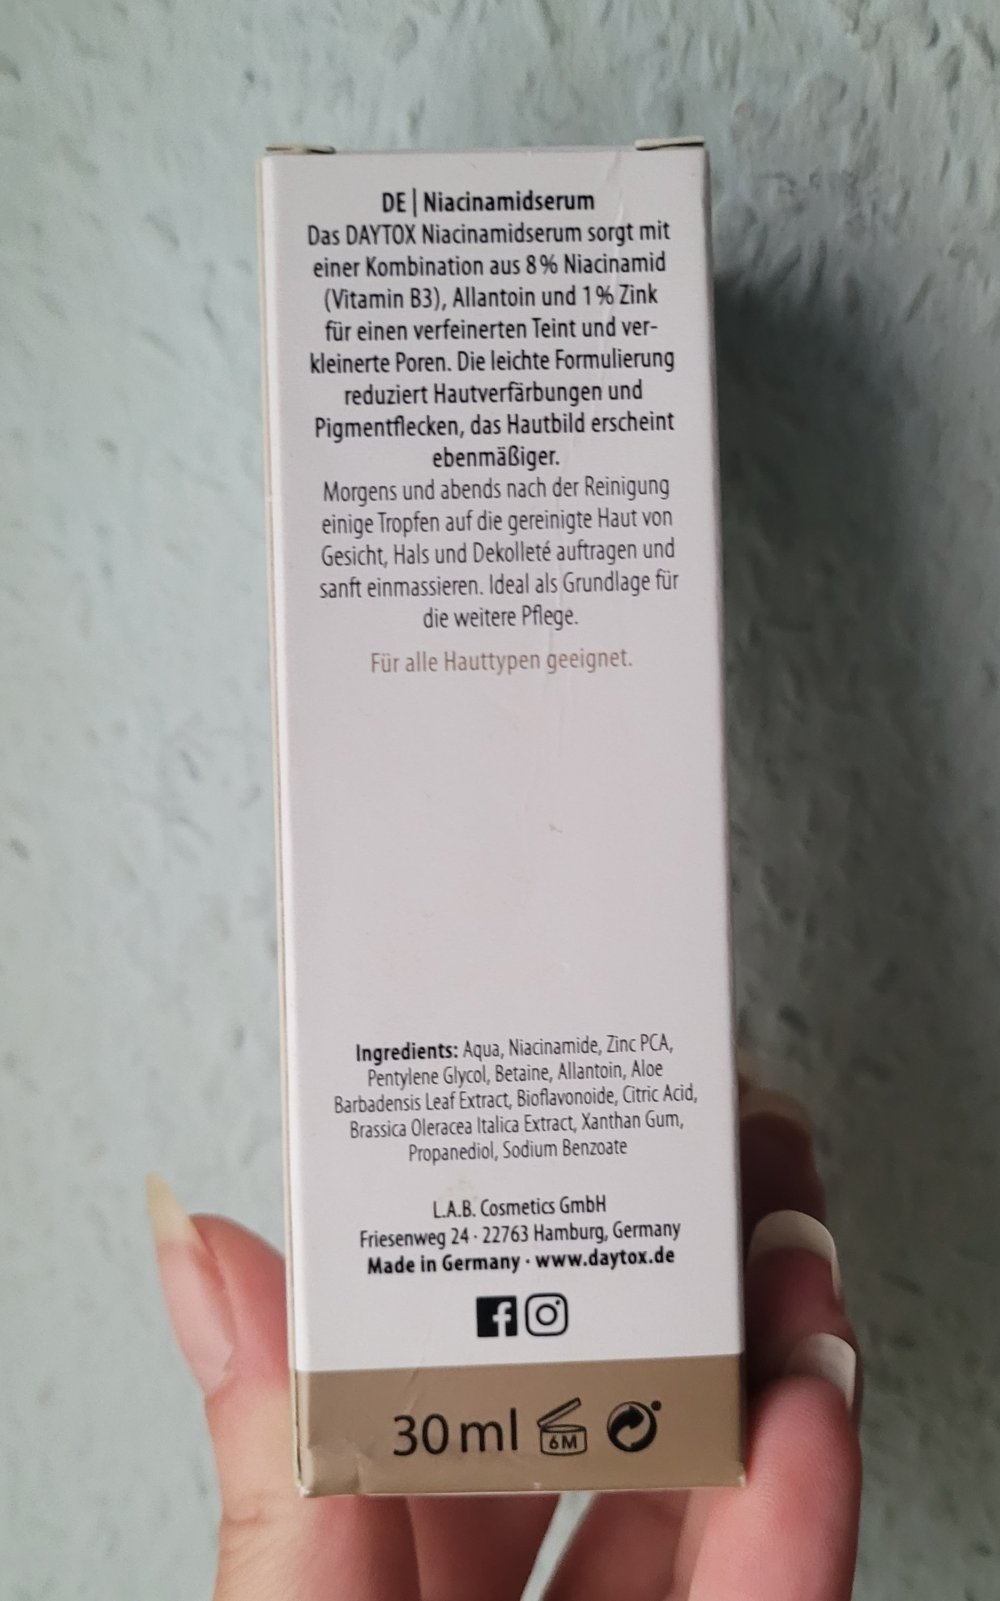 DE | Niacinamidserum
Das DAYTOX Niacinamidserum sorgt mit
einer Kombination aus 8 % Niacinamid
(Vitamin B3), Allantoin und 1 % Zink
für einen verfeinerten Teint und ver-
kleinerte Poren. Die leichte Formulierung
reduziert Hautverfärbungen und
Pigmentflecken, das Hautbild erscheint
ebenmäßiger.
Morgens und abends nach der Reinigung
einige Tropfen auf die gereinigte Haut von
Gesicht, Hals und Dekolleté auftragen und
sanft einmassieren. Ideal als Grundlage für
die weitere Pflege.
Für alle Hauttypen geeignet.
Ingredients: Aqua, Niacinamide, Zinc PCA,
Pentylene Glycol, Betaine, Allantoin, Aloe
Barbadensis Leaf Extract, Bioflavonoide, Citric Acid,
Brassica Oleracea Italica Extract, Xanthan Gum,
Propanediol, Sodium Benzoate
L.A.B. Cosmetics GmbH
Friesenweg 24 · 22763 Hamburg, Germany
Made in Germany · www.daytox.de
30 ml 6M